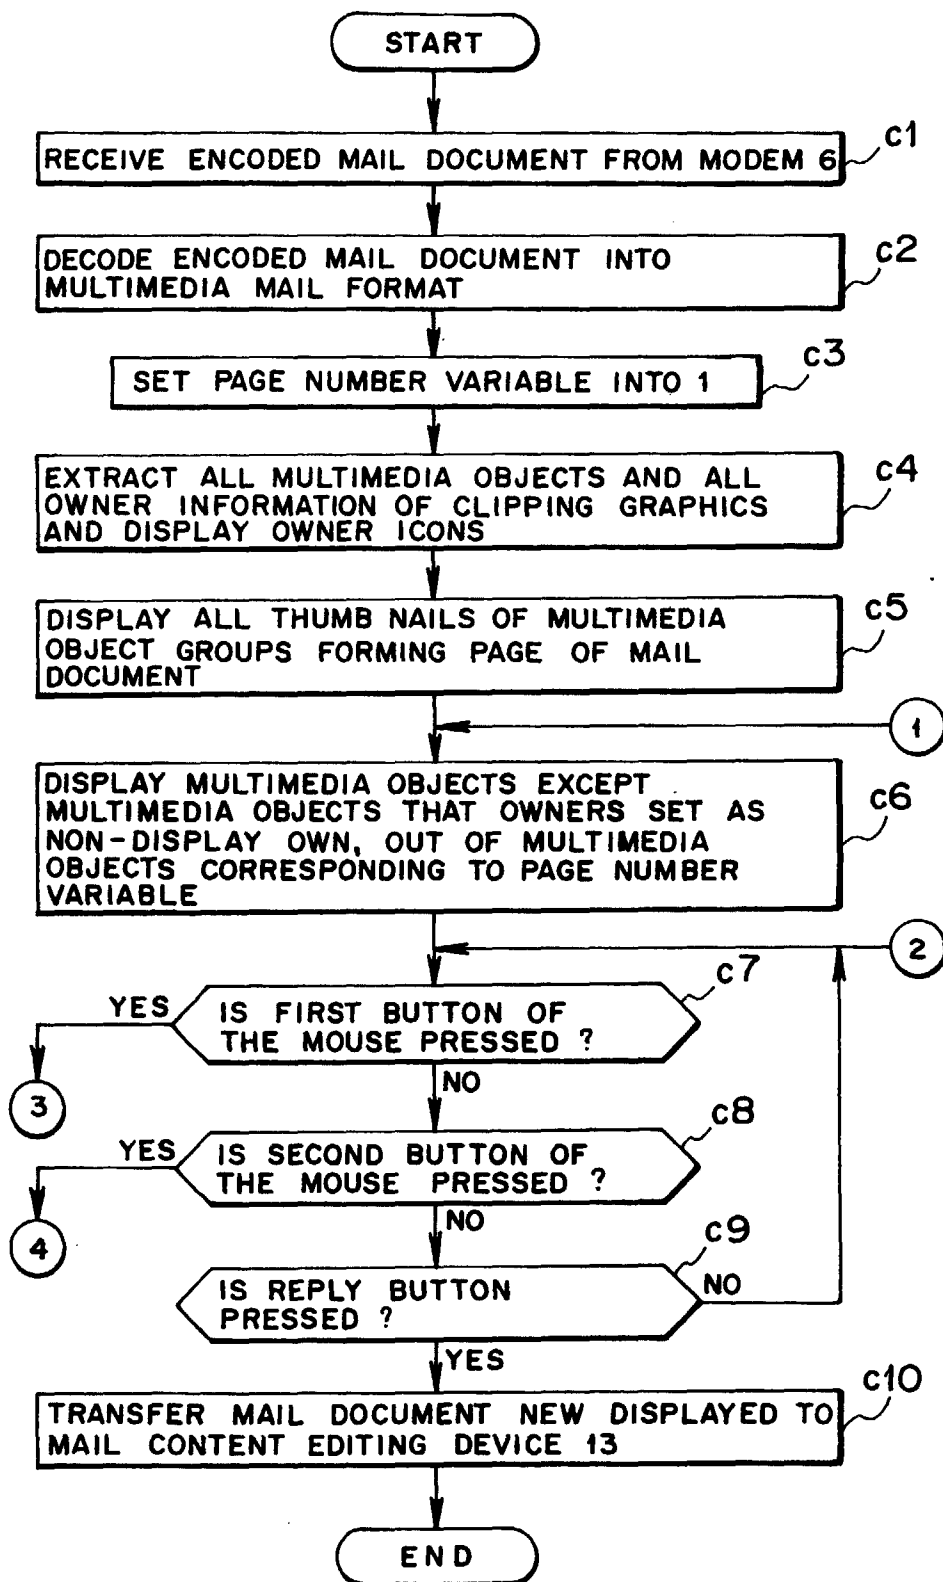 START
c1
RECEIVE ENCODED MAIL DOCUMENT FROM MODEM 6
c2
DECODE ENCODED MAIL DOCUMENT INTO
MULTIMEDIA MAIL FORMAT
c3
SET PAGE NUMBER VARIABLE INTO 1
c4
EXTRACT ALL MULTIMEDIA OBJECTS AND ALL
OWNER INFORMATION OF CLIPPING GRAPHICS
AND DISPLAY OWNER ICONS
c5
DISPLAY ALL THUMB NAILS OF MULTIMEDIA
OBJECT GROUPS FORMING PAGE OF MAIL
DOCUMENT
1
c6
DISPLAY MULTIMEDIA OBJECTS EXCEPT
MULTIMEDIA OBJECTS THAT OWNERS SET AS
NON-DISPLAY OWN, OUT OF MULTIMEDIA
OBJECTS CORRESPONDING TO PAGE NUMBER
VARIABLE
2
c7
YES
IS FIRST BUTTON OF
THE MOUSE PRESSED ?
3
NO
c8
YES
IS SECOND BUTTON OF
THE MOUSE PRESSED ?
4
NO
c9
IS REPLY BUTTON
PRESSED ?
NO
YES
c10
TRANSFER MAIL DOCUMENT NEW DISPLAYED TO
MAIL CONTENT EDITING DEVICE 13
END